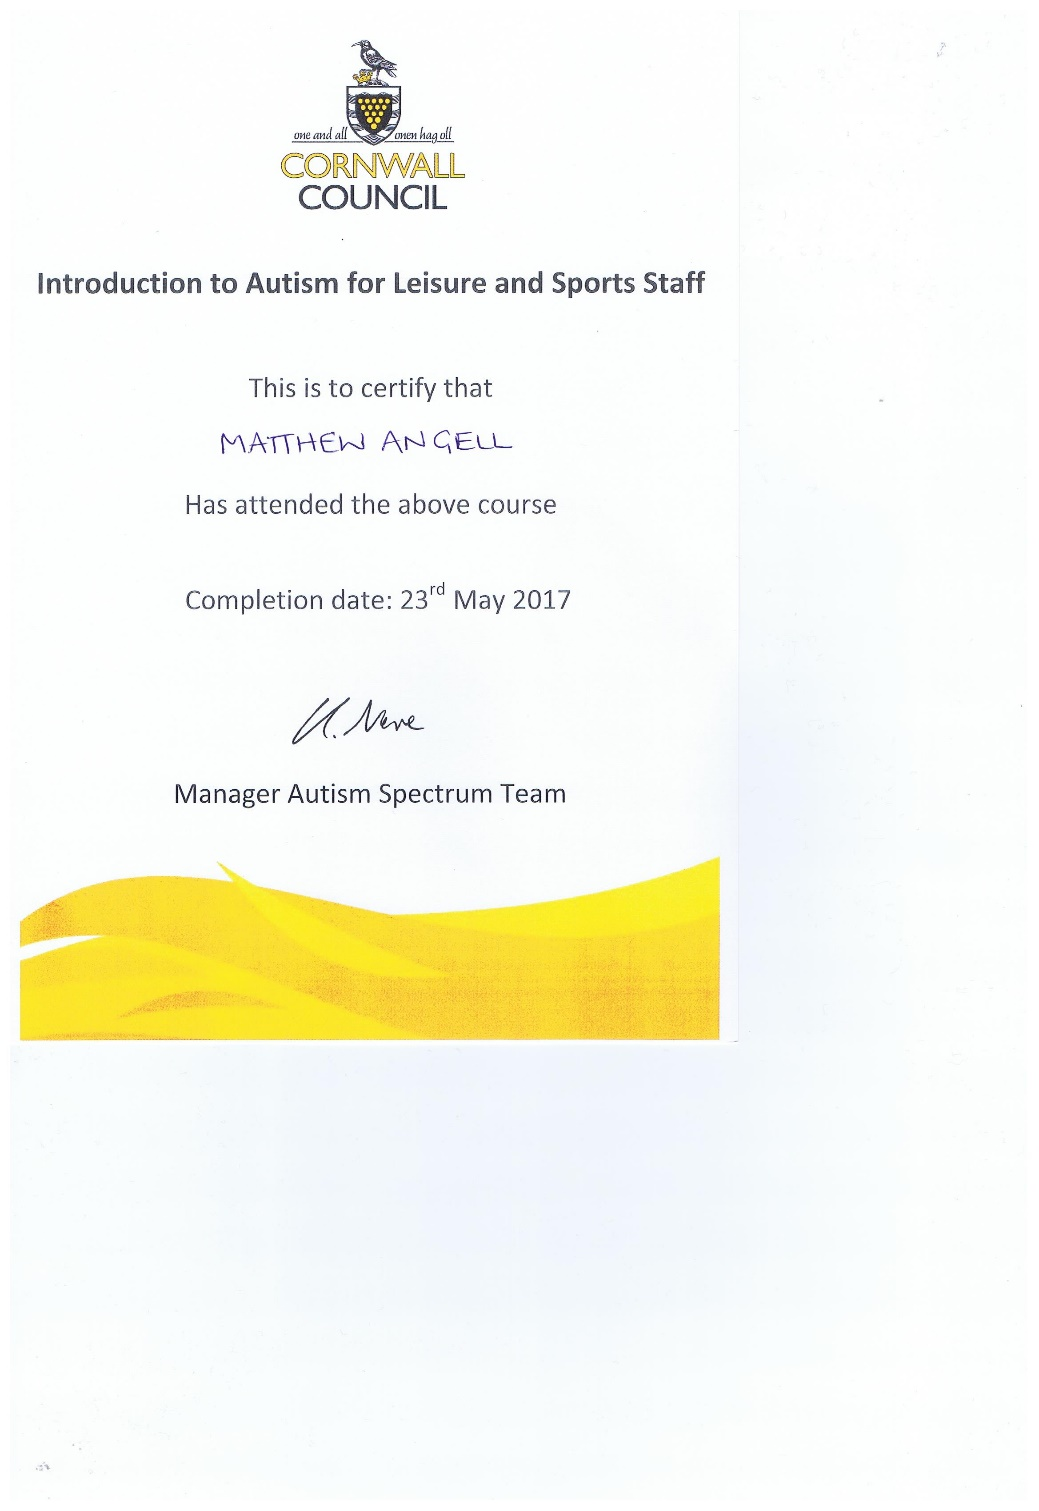 one and all onen hag oll
CORNWALL
COUNCIL
Introduction to Autism for Leisure and Sports Staff
This is to certify that
MATTHEW ANGELL
Has attended the above course
Completion date: 23rd May 2017
Manager Autism Spectrum Team